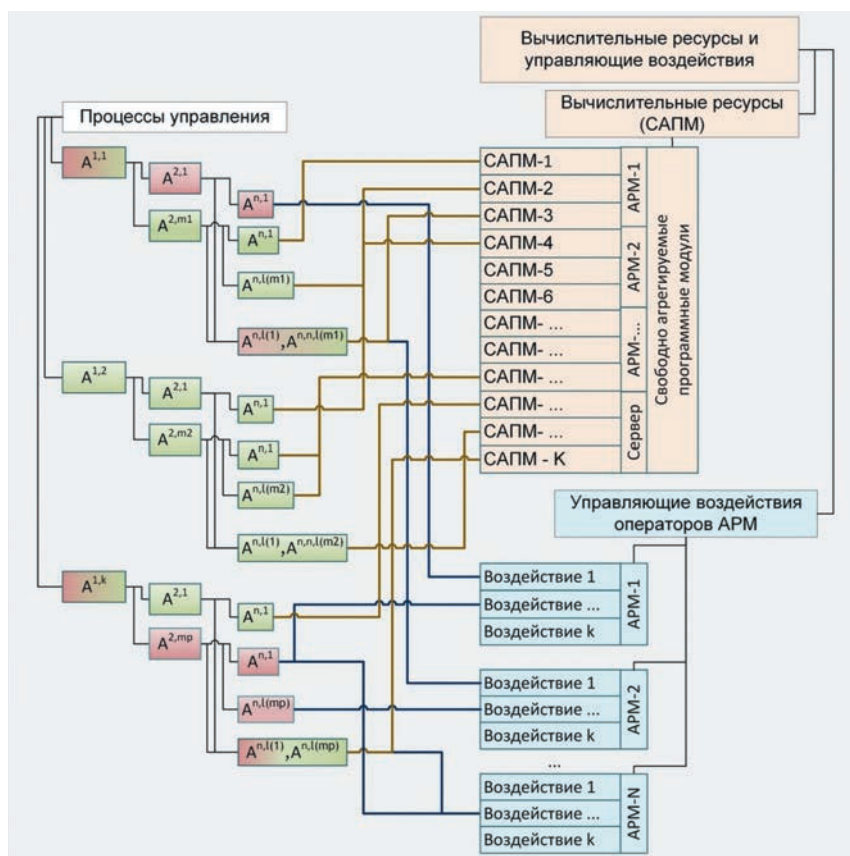 Вычислительные ресурсы и
управляющие воздействия
Вычислительные ресурсы
(САПМ)
Процессы управления
A1,1
A2,1
An,1
A2,m1
An,1
An,l(m1)
An,l(1),An,n,l(m1)
A1,2
A2,1
An,1
A2,m2
An,1
An,l(m2)
An,l(1),An,n,l(m2)
A1,k
A2,1
An,1
A2,mp
An,1
An,l(mp)
An,l(1),An,l(mp)
САПМ-1
САПМ-2
САПМ-3
САПМ-4
САПМ-5
САПМ-6
САПМ- ...
САПМ- ...
САПМ- ...
САПМ- ...
САПМ- ...
САПМ - K
АРМ-1
АРМ-2
АРМ-...
Сервер
Свободно агрегируемые
программные модули
Управляющие воздействия
операторов АРМ
Воздействие 1
Воздействие ...
Воздействие k
АРМ-1
Воздействие 1
Воздействие ...
Воздействие k
АРМ-2
...
Воздействие 1
Воздействие ...
Воздействие k
АРМ-N